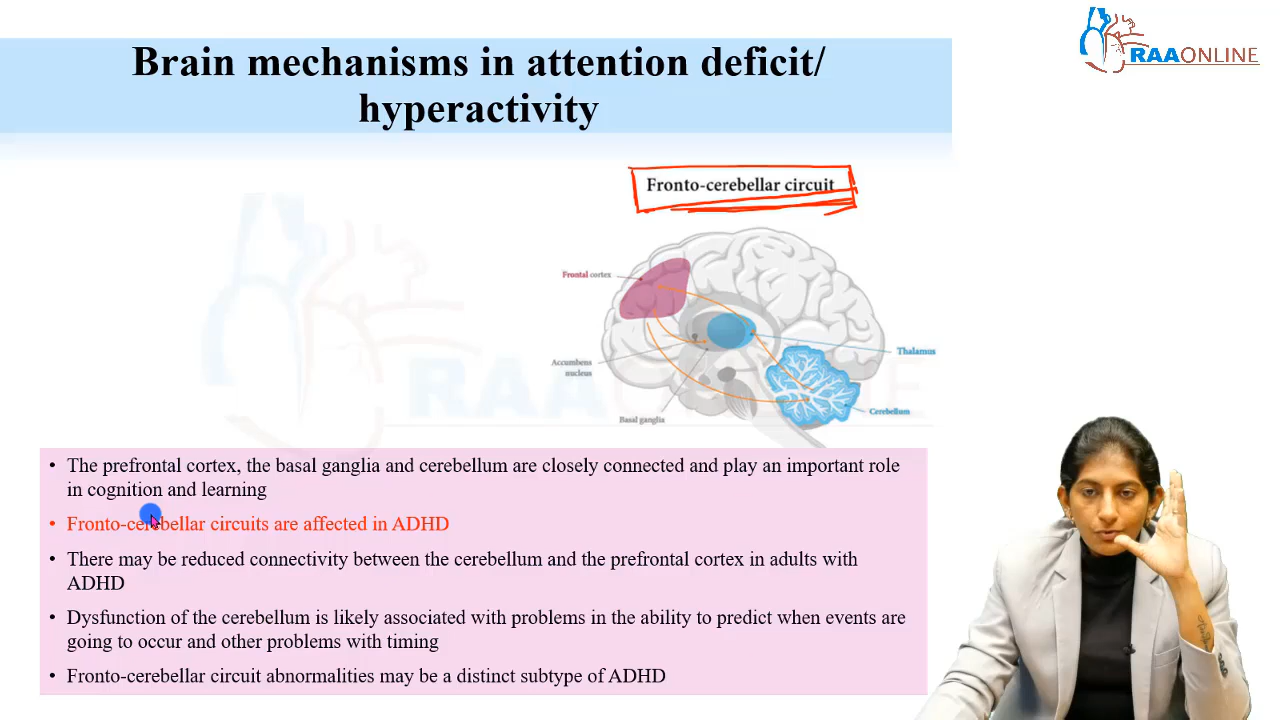 Brain mechanisms in attention deficit/
hyperactivity
RAAONLINE
Fronto-cerebellar circuit
Frontal cortex
Thalamus
Accumbens
nucleus
Cerebellum
Basal ganglia
RAAONLINE
• The prefrontal cortex, the basal ganglia and cerebellum are closely connected and play an important role
in cognition and learning
• Fronto-cerebellar circuits are affected in ADHD
• There may be reduced connectivity between the cerebellum and the prefrontal cortex in adults with
ADHD
• Dysfunction of the cerebellum is likely associated with problems in the ability to predict when events are
going to occur and other problems with timing
• Fronto-cerebellar circuit abnormalities may be a distinct subtype of ADHD